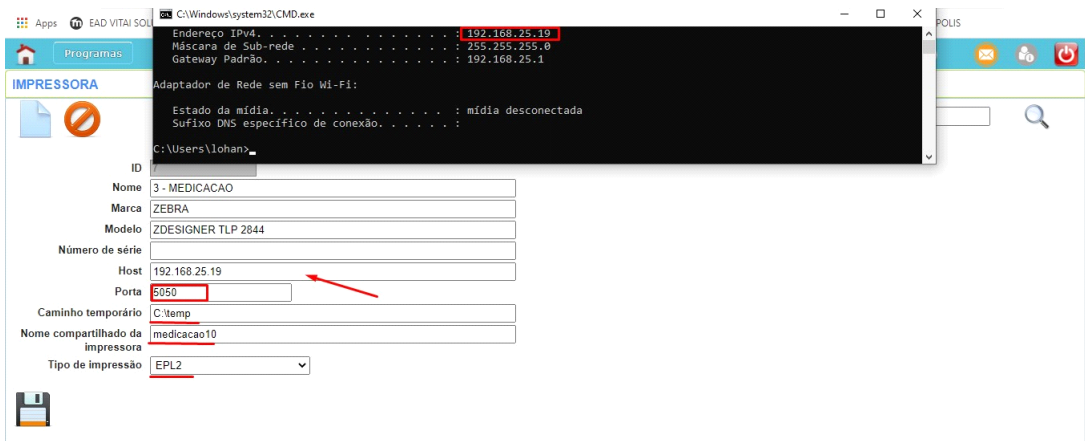 Apps EAD VITAI SOL
C:\Windows\system32\CMD.exe
POLIS
Programas
Endereço IPv4. . . . . . . . . . . . . . . : 192.168.25.19
Máscara de Sub-rede . . . . . . . . . . . : 255.255.255.0
Gateway Padrão. . . . . . . . . . . . . . : 192.168.25.1
Adaptador de Rede sem Fio Wi-Fi:
Estado da mídia. . . . . . . . . . . . . . : mídia desconectada
Sufixo DNS específico de conexão. . . . . . :
C:\Users\lohan>
IMPRESSORA
ID 7
Nome 3 - MEDICACAO
Marca ZEBRA
Modelo ZDESIGNER TLP 2844
Número de série
Host 192.168.25.19
Porta 5050
Caminho temporário C:\temp
Nome compartilhado da
impressora
medicacao10
Tipo de impressão EPL2